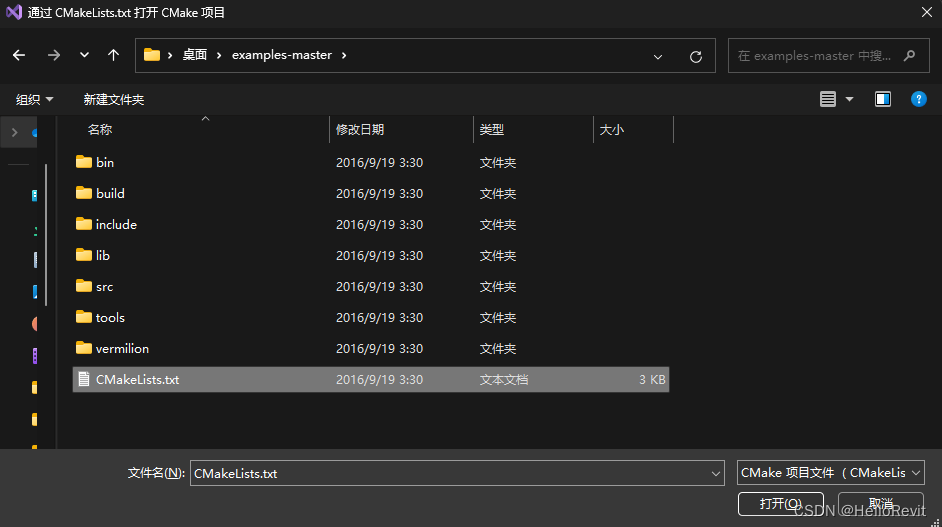 通过 CMakeLists.txt 打开 CMake 项目
桌面 examples-master
在 examples-master 中搜...
组织 新建文件夹
名称 修改日期 类型 大小
bin 2016/9/19 3:30 文件夹
build 2016/9/19 3:30 文件夹
include 2016/9/19 3:30 文件夹
lib 2016/9/19 3:30 文件夹
src 2016/9/19 3:30 文件夹
tools 2016/9/19 3:30 文件夹
vermilion 2016/9/19 3:30 文件夹
CMakeLists.txt 2016/9/19 3:30 文本文档 3 KB
文件名(N): CMakeLists.txt CMake 项目文件（CMakeLis
打开(O) 取消
CSDN @HelloRevit